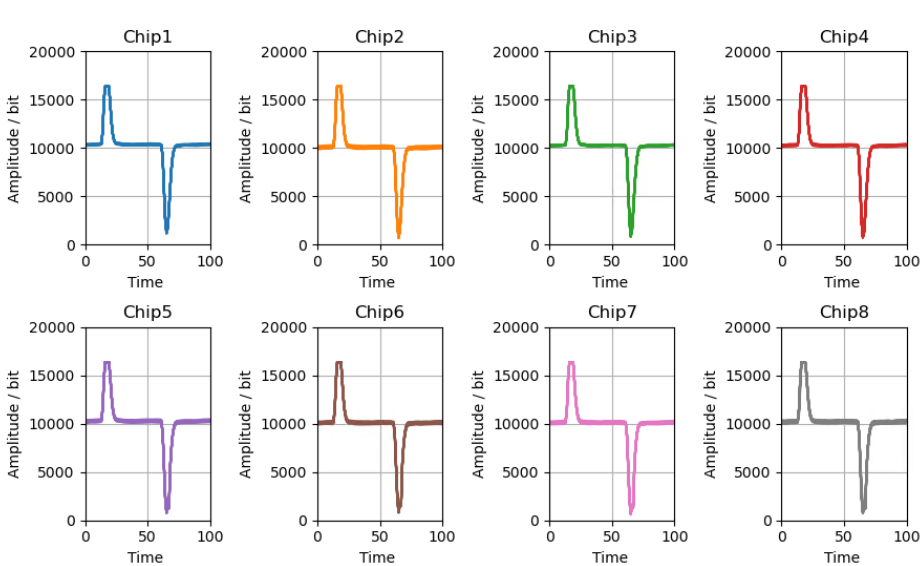 Chip1 Chip2 Chip3 Chip4
20000 20000 20000 20000
15000 15000 15000 15000
10000 10000 10000 10000
5000 5000 5000 5000
0 0 0 0
Amplitude / bit Amplitude / bit Amplitude / bit Amplitude / bit
0 50 100 0 50 100 0 50 100 0 50 100
Time Time Time Time
Chip5 Chip6 Chip7 Chip8
20000 20000 20000 20000
15000 15000 15000 15000
10000 10000 10000 10000
5000 5000 5000 5000
0 0 0 0
Amplitude / bit Amplitude / bit Amplitude / bit Amplitude / bit
0 50 100 0 50 100 0 50 100 0 50 100
Time Time Time Time